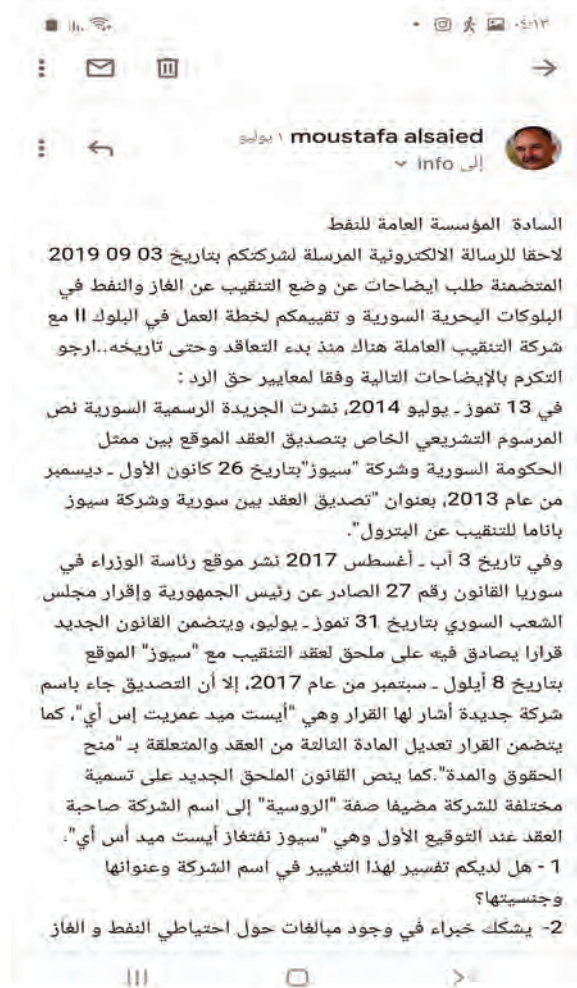 ٠٤:١٣
moustafa alsaied ١ يوليو
إلى info
السادة المؤسسة العامة للنفط
لاحقا للرسالة الالكترونية المرسلة لشركتكم بتاريخ 03 09 2019
المتضمنة طلب ايضاحات عن وضع التنقيب عن الغاز والنفط في
البلوكات البحرية السورية و تقييمكم لخطة العمل في البلوك II مع
شركة التنقيب العاملة هناك منذ بدء التعاقد وحتى تاريخه..ارجو
التكرم بالإيضاحات التالية وفقا لمعايير حق الرد :
في 13 تموز ـ يوليو 2014، نشرت الجريدة الرسمية السورية نص
المرسوم التشريعي الخاص بتصديق العقد الموقع بين ممثل
الحكومة السورية وشركة "سيوز"بتاريخ 26 كانون الأول ـ ديسمبر
من عام 2013، بعنوان "تصديق العقد بين سورية وشركة سيوز
باناما للتنقيب عن البترول".
وفي تاريخ 3 آب ـ أغسطس 2017 نشر موقع رئاسة الوزراء في
سوريا القانون رقم 27 الصادر عن رئيس الجمهورية وإقرار مجلس
الشعب السوري بتاريخ 31 تموز ـ يوليو، ويتضمن القانون الجديد
قرارا يصادق فيه على ملحق لعقد التنقيب مع "سيوز" الموقع
بتاريخ 8 أيلول ـ سبتمبر من عام 2017، إلا أن التصديق جاء باسم
شركة جديدة أشار لها القرار وهي "أيست ميد عمريت إس أي"، كما
يتضمن القرار تعديل المادة الثالثة من العقد والمتعلقة بـ "منح
الحقوق والمدة".كما ينص القانون الملحق الجديد على تسمية
مختلفة للشركة مضيفا صفة "الروسية" إلى اسم الشركة صاحبة
العقد عند التوقيع الأول وهي "سيوز نفتغاز أيست ميد أس أي".
1 - هل لديكم تفسير لهذا التغيير في اسم الشركة وعنوانها
وجنسيتها؟
2- يشكك خبراء في وجود مبالغات حول احتياطي النفط و الغاز